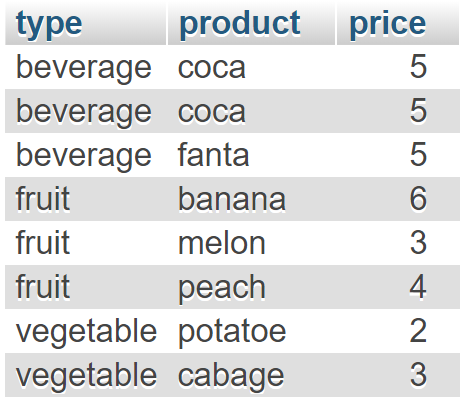 type product price
beverage coca 5
beverage coca 5
beverage fanta 5
fruit banana 6
fruit melon 3
fruit peach 4
vegetable potatoe 2
vegetable cabage 3